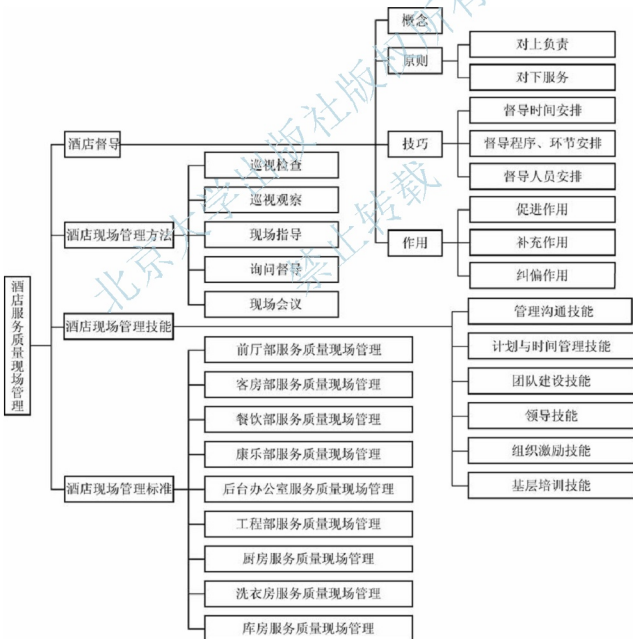 概念
原则
对上负责
对下服务
酒店督导
技巧
督导时间安排
督导程序、环节安排
督导人员安排
作用
促进作用
补充作用
纠偏作用
酒店现场管理方法
巡视检查
巡视观察
现场指导
询问督导
现场会议
酒店服务质量现场管理
酒店现场管理技能
管理沟通技能
计划与时间管理技能
团队建设技能
领导技能
组织激励技能
基层培训技能
酒店现场管理标准
前厅部服务质量现场管理
客房部服务质量现场管理
餐饮部服务质量现场管理
康乐部服务质量现场管理
后台办公室服务质量现场管理
工程部服务质量现场管理
厨房服务质量现场管理
洗衣房服务质量现场管理
库房服务质量现场管理
北京大学出版社版权所有
禁止转载